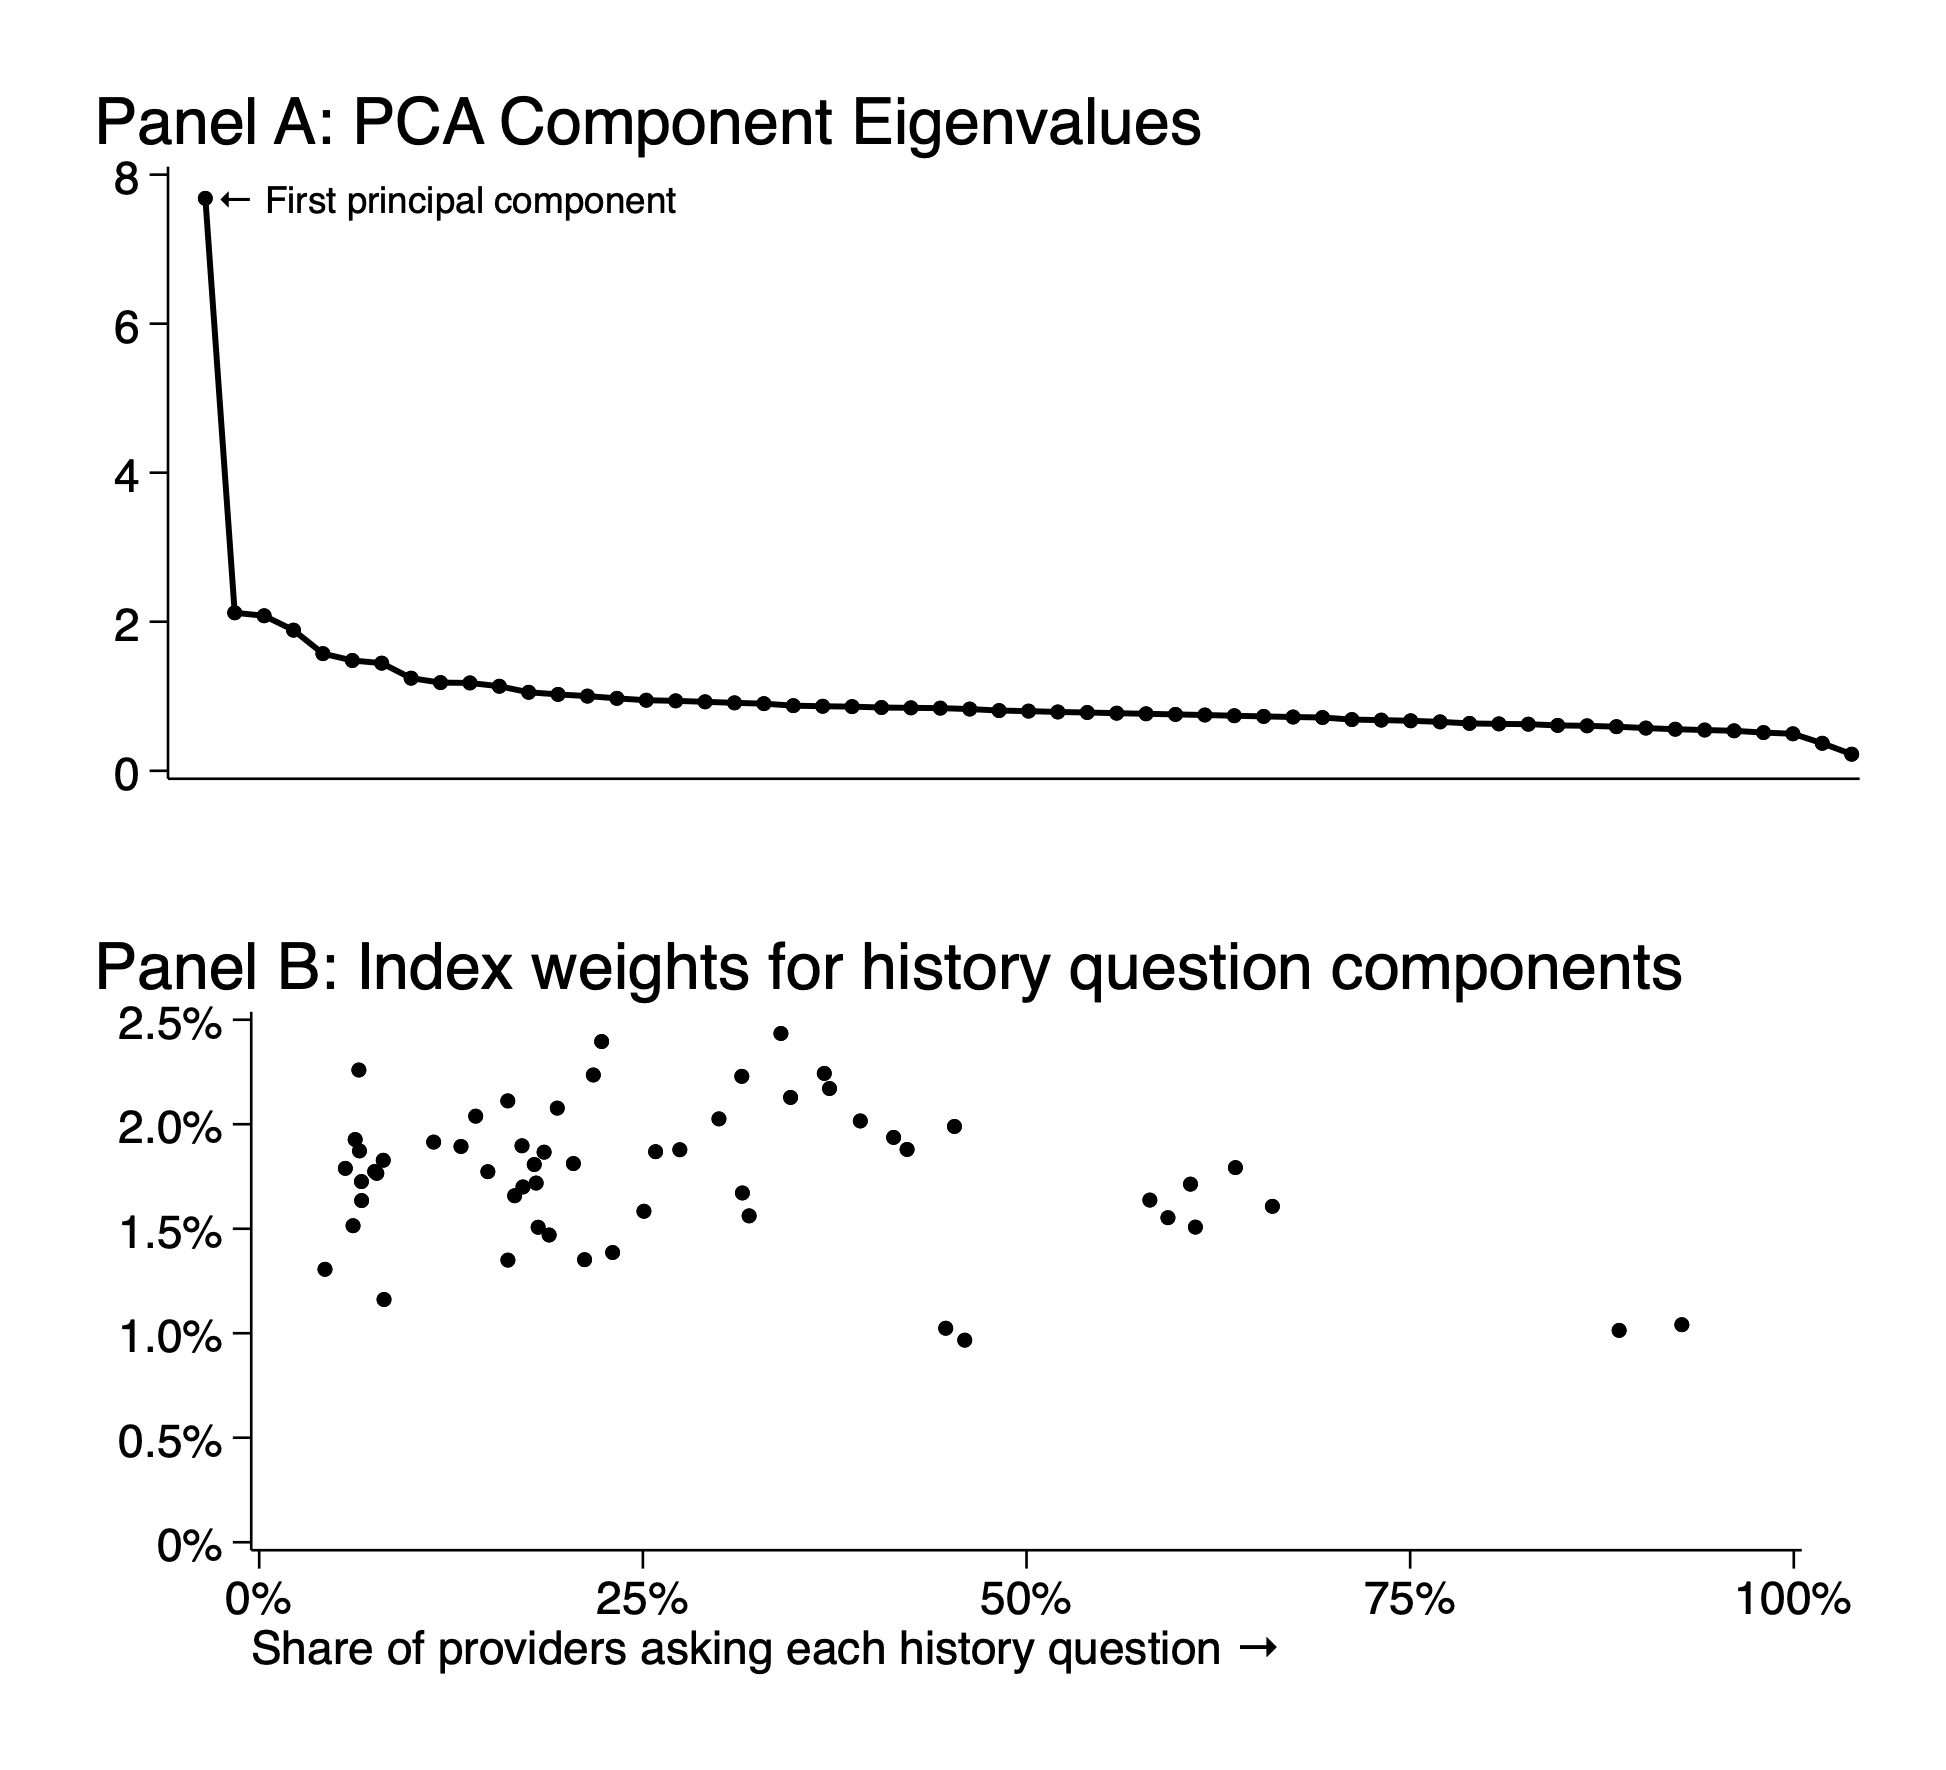 Panel A: PCA Component Eigenvalues
8
← First principal component
6
4
2
0
Panel B: Index weights for history question components
2.5%
2.0%
1.5%
1.0%
0.5%
0%
0% 25% 50% 75% 100%
Share of providers asking each history question →